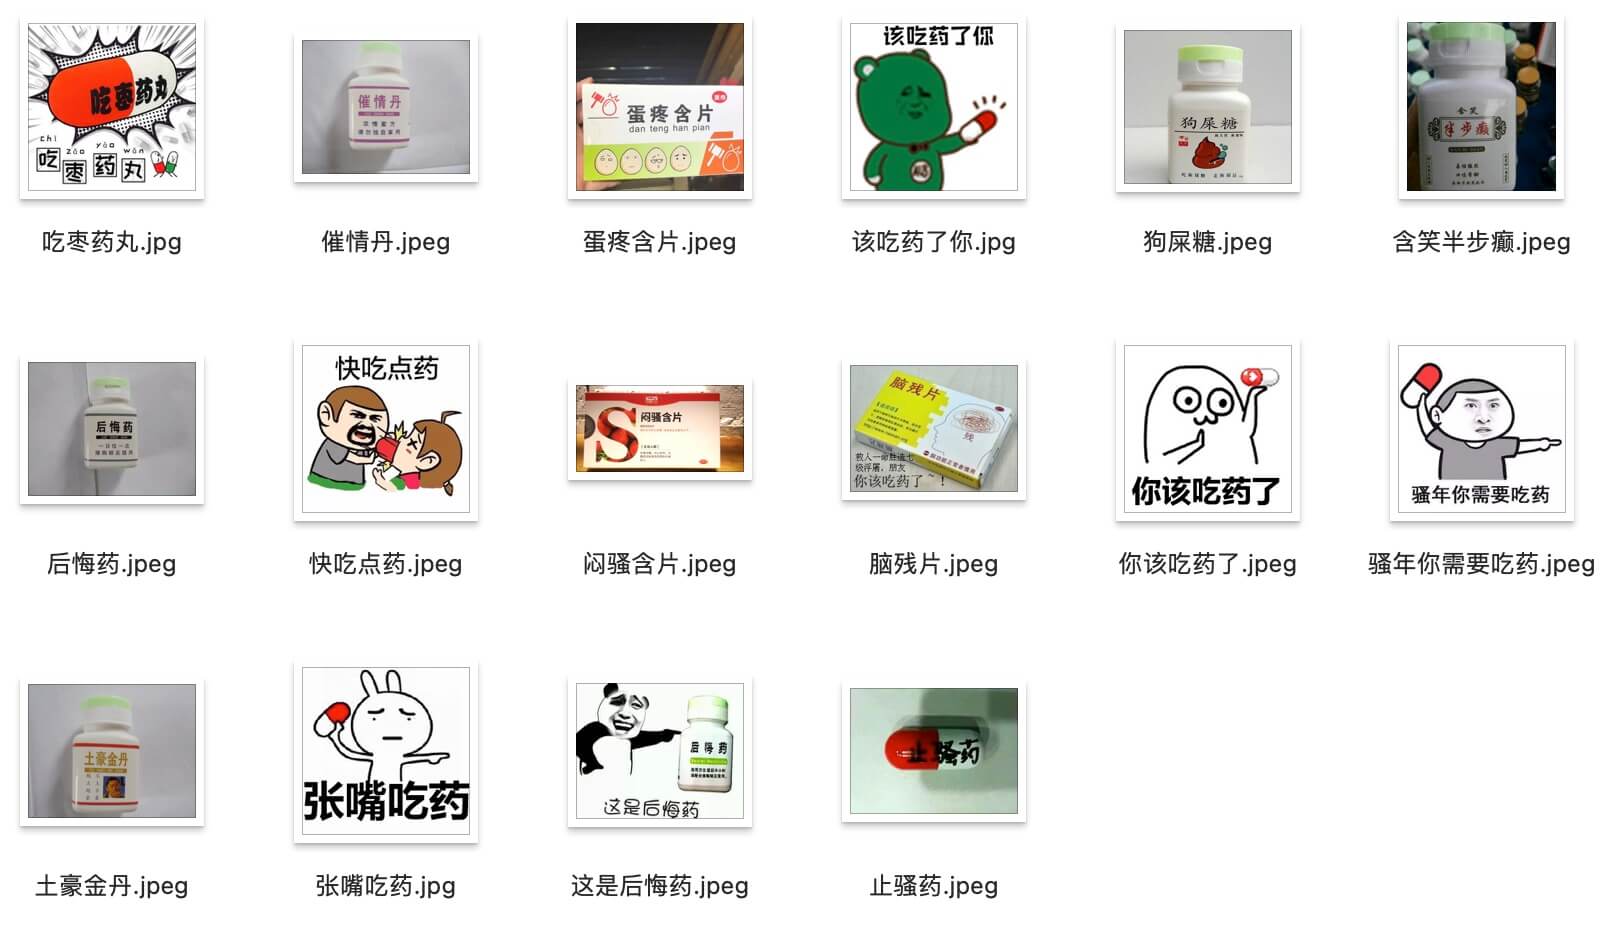 吃枣药丸
chī
zǎo
yào
wán
吃枣药丸
催情丹
蛋疼含片
dan teng han pian
该吃药了你
狗屎糖
含笑
半步癫
吃枣药丸.jpg
催情丹.jpeg
蛋疼含片.jpeg
该吃药了你.jpg
狗屎糖.jpeg
含笑半步癫.jpeg
后悔药
一日仅一次
快吃点药
S
闷骚含片
脑残片
残
救人一命胜造七
级浮屠，朋友
你该吃药了~！
你该吃药了
骚年你需要吃药
后悔药.jpeg
快吃点药.jpeg
闷骚含片.jpeg
脑残片.jpeg
你该吃药了.jpeg
骚年你需要吃药.jpeg
土豪金丹
张嘴吃药
后悔药
这是后悔药
止骚药
土豪金丹.jpeg
张嘴吃药.jpg
这是后悔药.jpeg
止骚药.jpeg